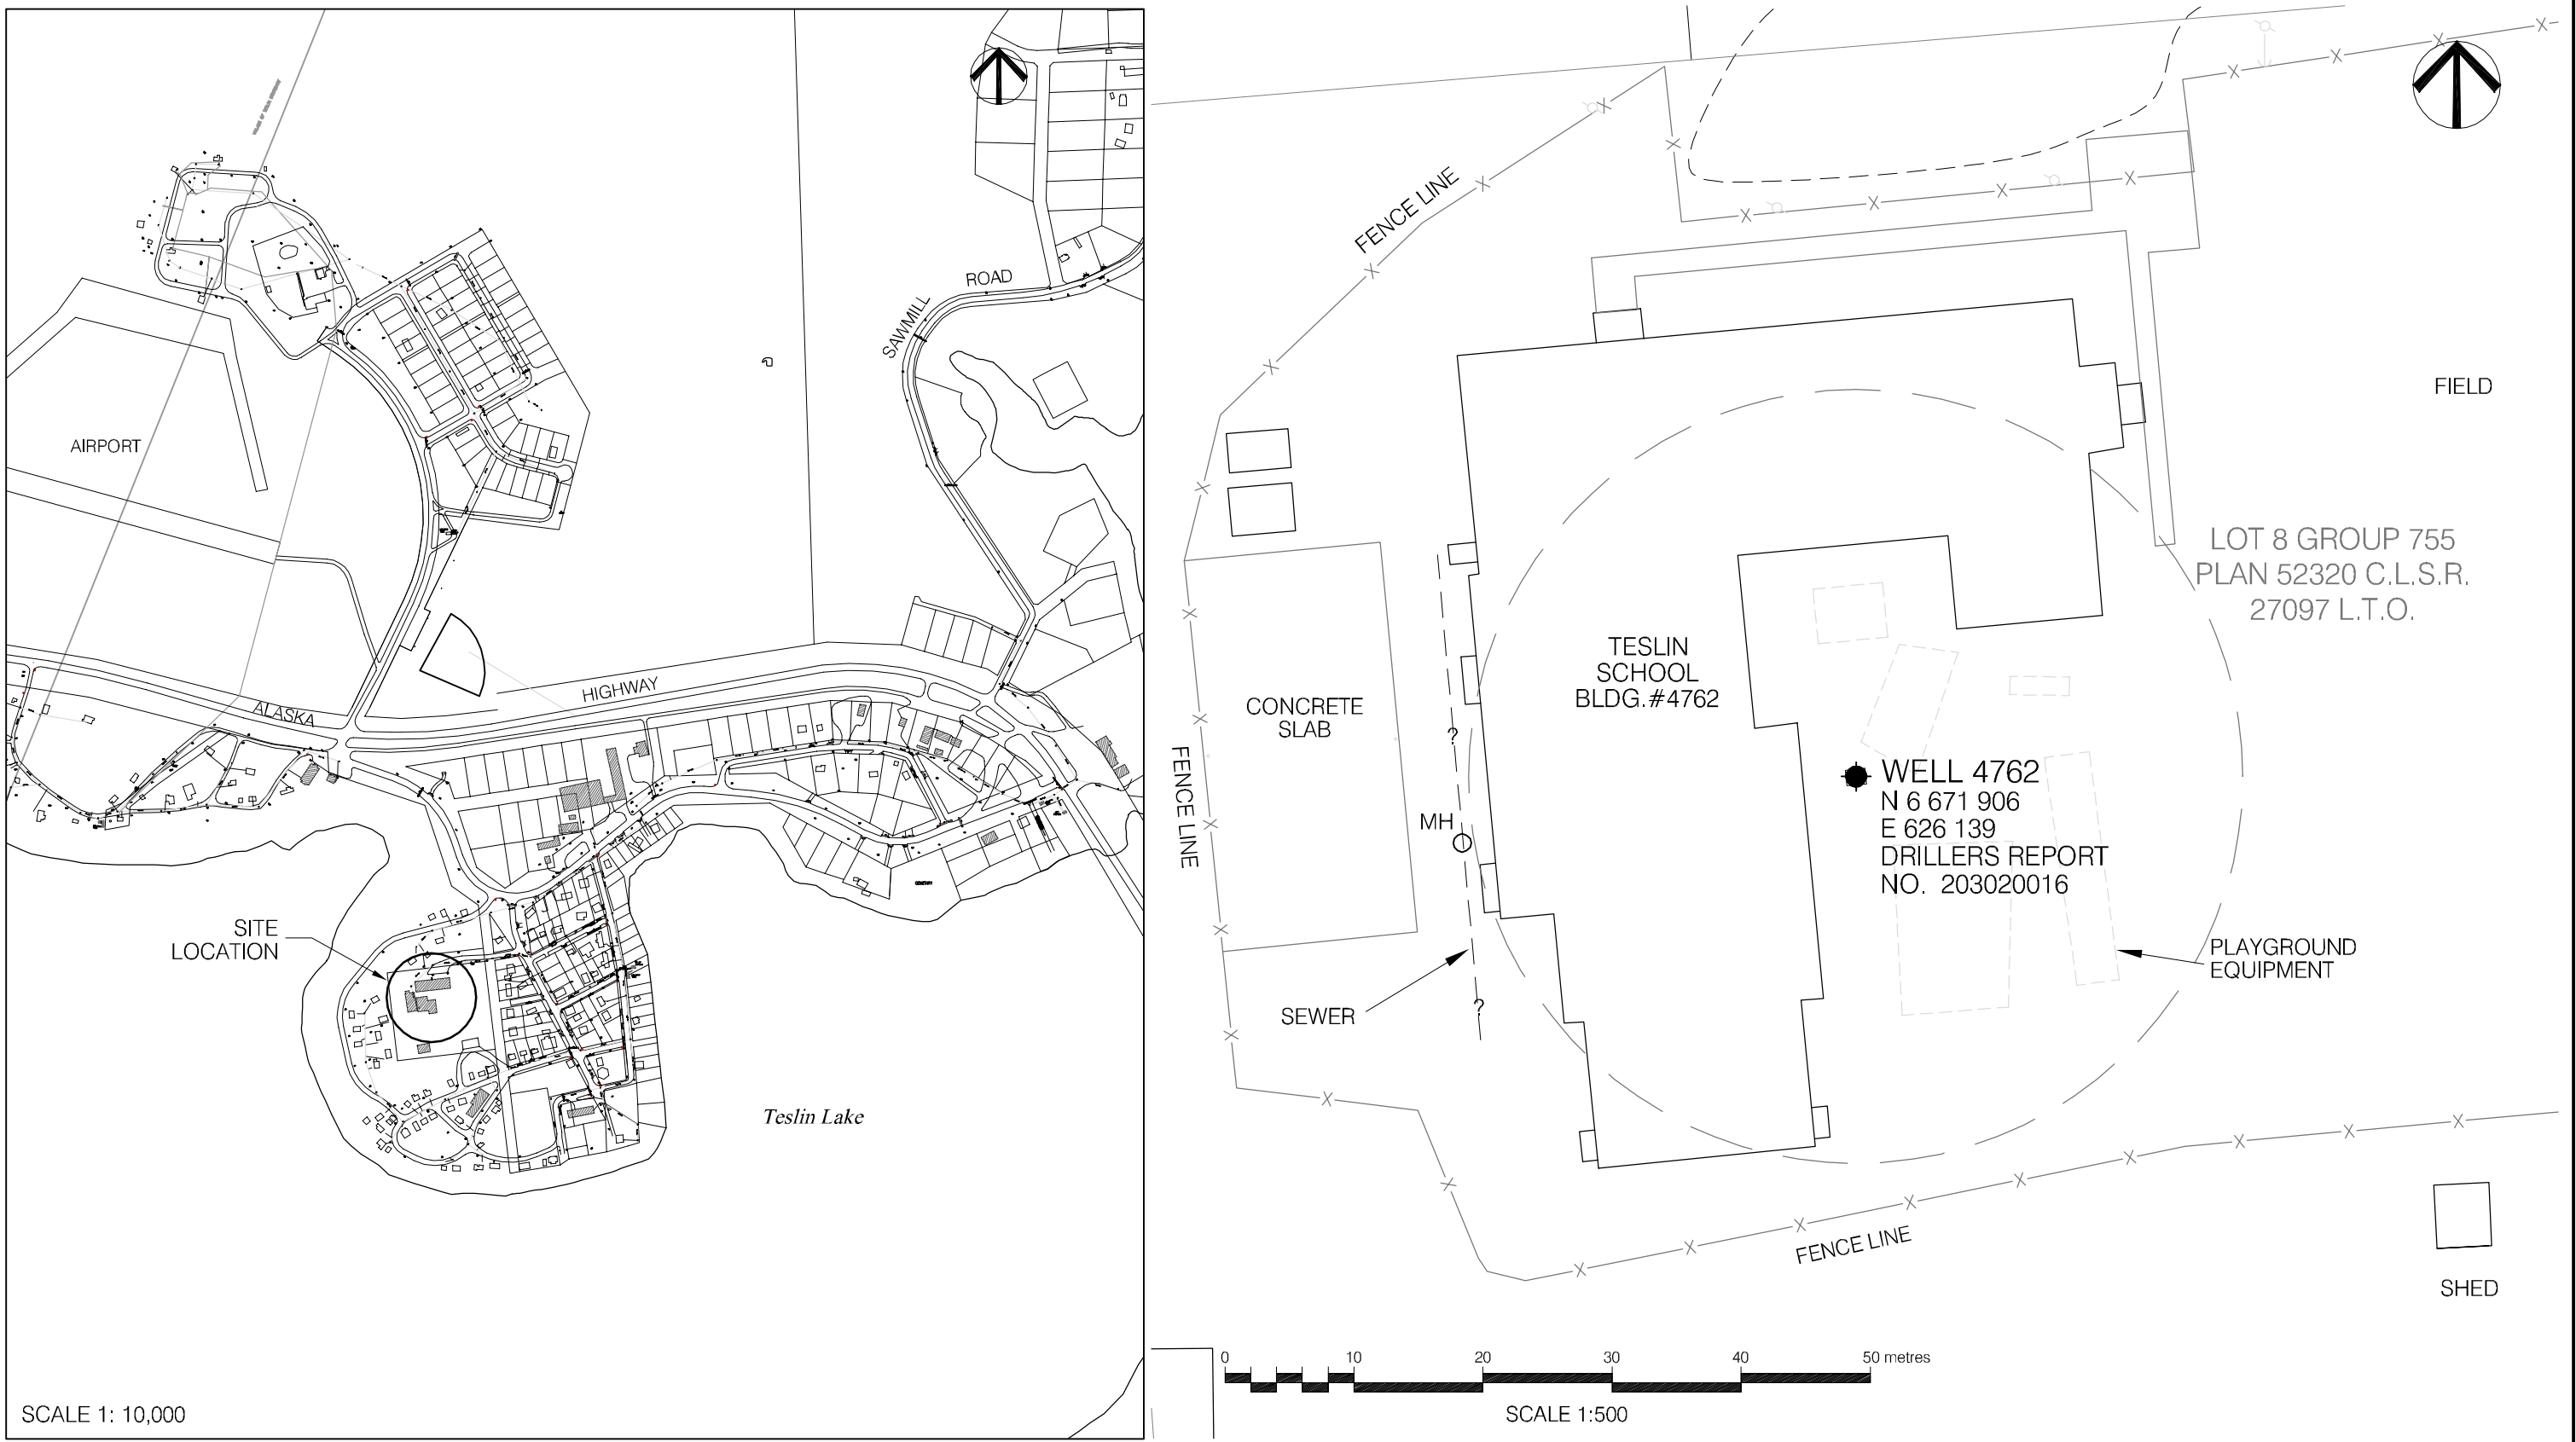 ROAD
SAWMILL
AIRPORT
HIGHWAY
ALASKA
SITE
LOCATION
CEMETERY
Teslin Lake
SCALE 1: 10,000
FENCE LINE
FIELD
LOT 8 GROUP 755
PLAN 52320 C.L.S.R.
27097 L.T.O.
TESLIN
SCHOOL
BLDG.#4762
CONCRETE
SLAB
?
FENCE LINE
WELL 4762
N 6 671 906
E 626 139
DRILLERS REPORT
NO. 203020016
MH
PLAYGROUND
EQUIPMENT
SEWER
?
FENCE LINE
SHED
0 10 20 30 40 50 metres
SCALE 1:500